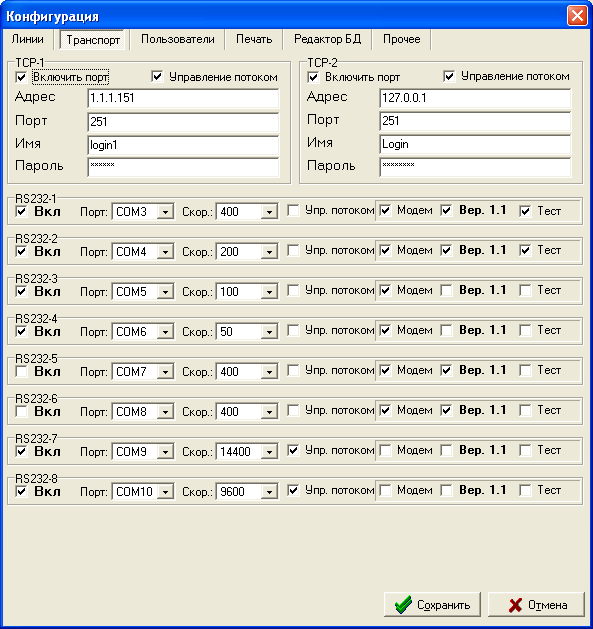 Конфигурация
Линии Транспорт Пользователи Печать Редактор БД Прочее
TCP-1 TCP-2
Включить порт Управление потоком Включить порт Управление потоком
Адрес 1.1.1.151 Адрес 127.0.0.1
Порт 251 Порт 251
Имя login1 Имя Login
Пароль ****** Пароль ********
RS232-1
Вкл Порт: COM3 Скор.: 400 Упр. потоком Модем Вер. 1.1 Тест
RS232-2
Вкл Порт: COM4 Скор.: 200 Упр. потоком Модем Вер. 1.1 Тест
RS232-3
Вкл Порт: COM5 Скор.: 100 Упр. потоком Модем Вер. 1.1 Тест
RS232-4
Вкл Порт: COM6 Скор.: 50 Упр. потоком Модем Вер. 1.1 Тест
RS232-5
Вкл Порт: COM7 Скор.: 400 Упр. потоком Модем Вер. 1.1 Тест
RS232-6
Вкл Порт: COM8 Скор.: 400 Упр. потоком Модем Вер. 1.1 Тест
RS232-7
Вкл Порт: COM9 Скор.: 14400 Упр. потоком Модем Вер. 1.1 Тест
RS232-8
Вкл Порт: COM10 Скор.: 9600 Упр. потоком Модем Вер. 1.1 Тест
Сохранить Отмена